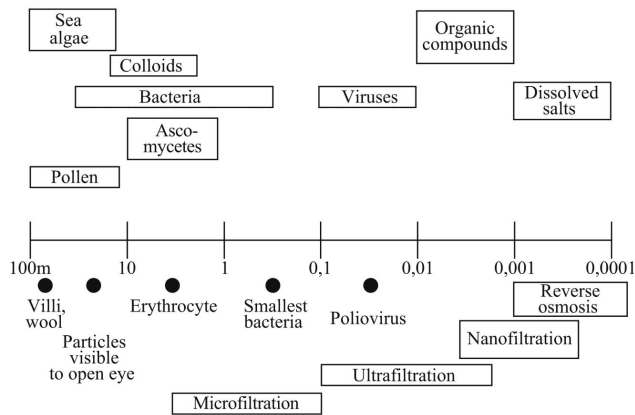 Sea
algae
Organic
compounds
Colloids
Bacteria
Viruses
Dissolved
salts
Asco-
mycetes
Pollen
100m 10 1 0,1 0,01 0,001 0,0001
Villi,
wool
Particles
visible
to open eye
Erythrocyte
Smallest
bacteria
Poliovirus
Reverse
osmosis
Nanofiltration
Ultrafiltration
Microfiltration